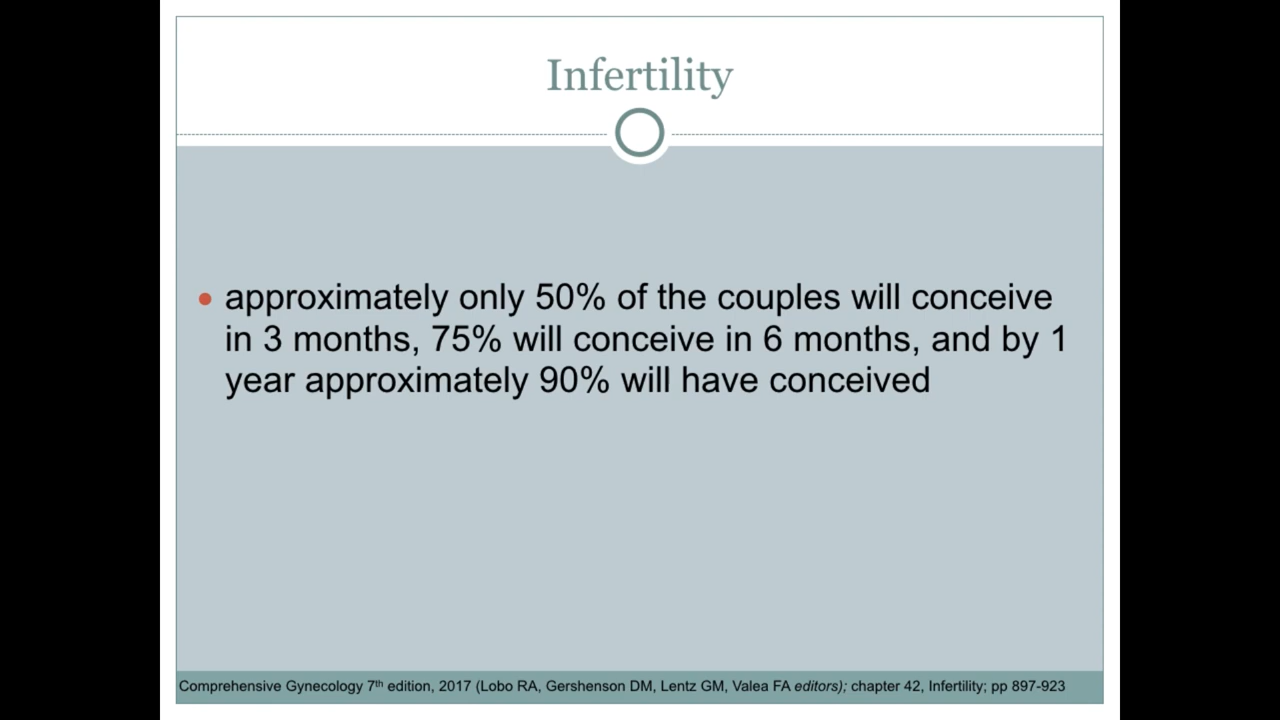 Infertility
• approximately only 50% of the couples will conceive
in 3 months, 75% will conceive in 6 months, and by 1
year approximately 90% will have conceived
Comprehensive Gynecology 7th edition, 2017 (Lobo RA, Gershenson DM, Lentz GM, Valea FA editors); chapter 42, Infertility; pp 897-923